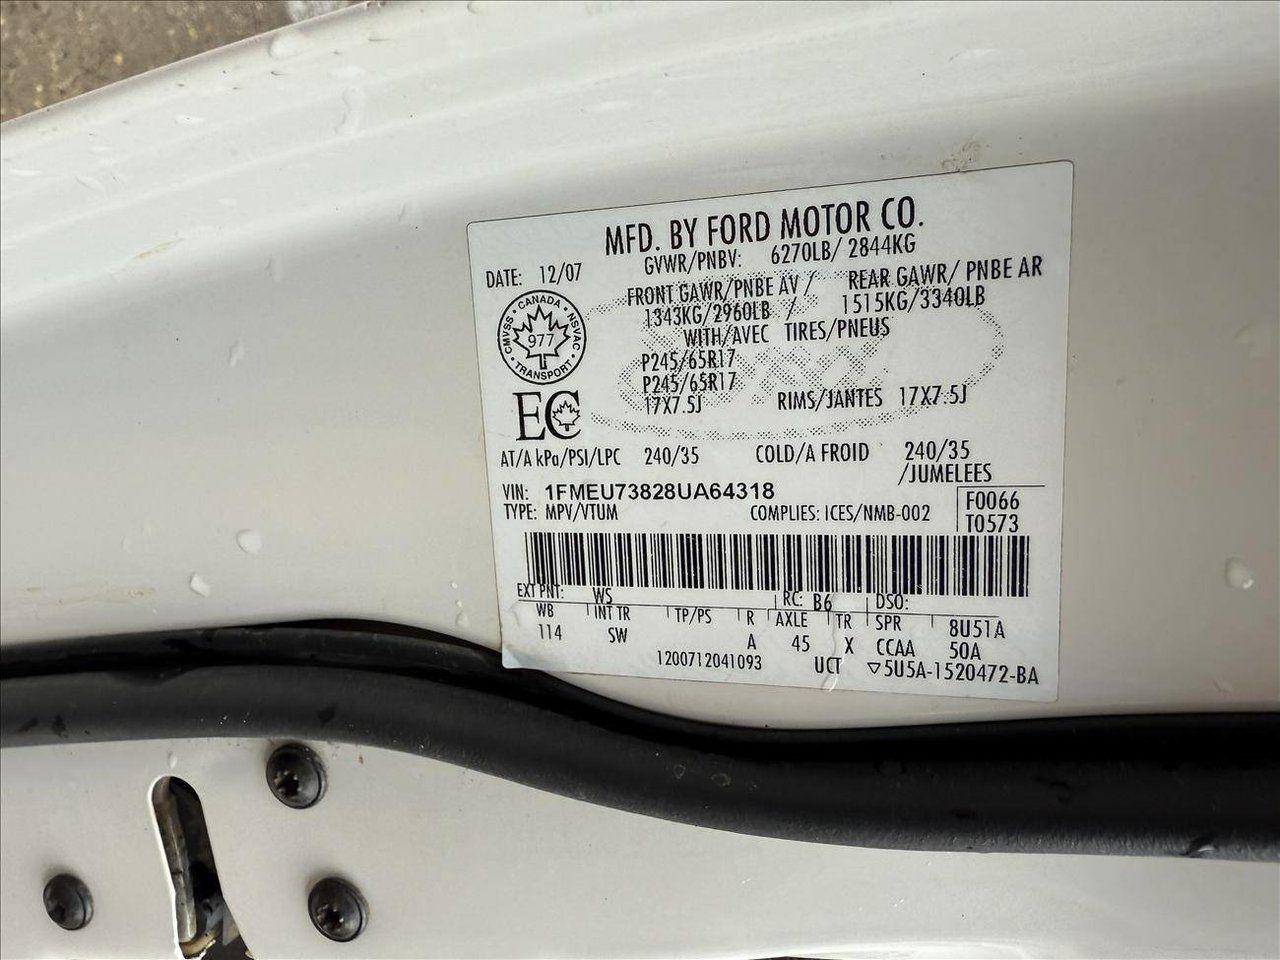 MFD. BY FORD MOTOR CO.
DATE: 12/07 GVWR/PNBV: 6270LB/ 2844KG
FRONT GAWR/PNBE AV / REAR GAWR/ PNBE AR
1343KG/2960LB / 1515KG/3340LB
WITH/AVEC TIRES/PNEUS
CMVSS • CANADA • NSVAC • TRANSPORT •
977
P245/65R17
P245/65R17
17X7.5J RIMS/JANTES 17X7.5J
EC
AT/A kPa/PSI/LPC 240/35 COLD/A FROID 240/35
/JUMELEES
VIN: 1FMEU73828UA64318 F0066
TYPE: MPV/VTUM COMPLIES: ICES/NMB-002 T0573
EXT PNT: WS RC: B6 DSO:
WB INT TR TP/PS R AXLE TR SPR 8U51A
114 SW A 45 X CCAA 50A
1200712041093 UCT ▽5U5A-1520472-BA